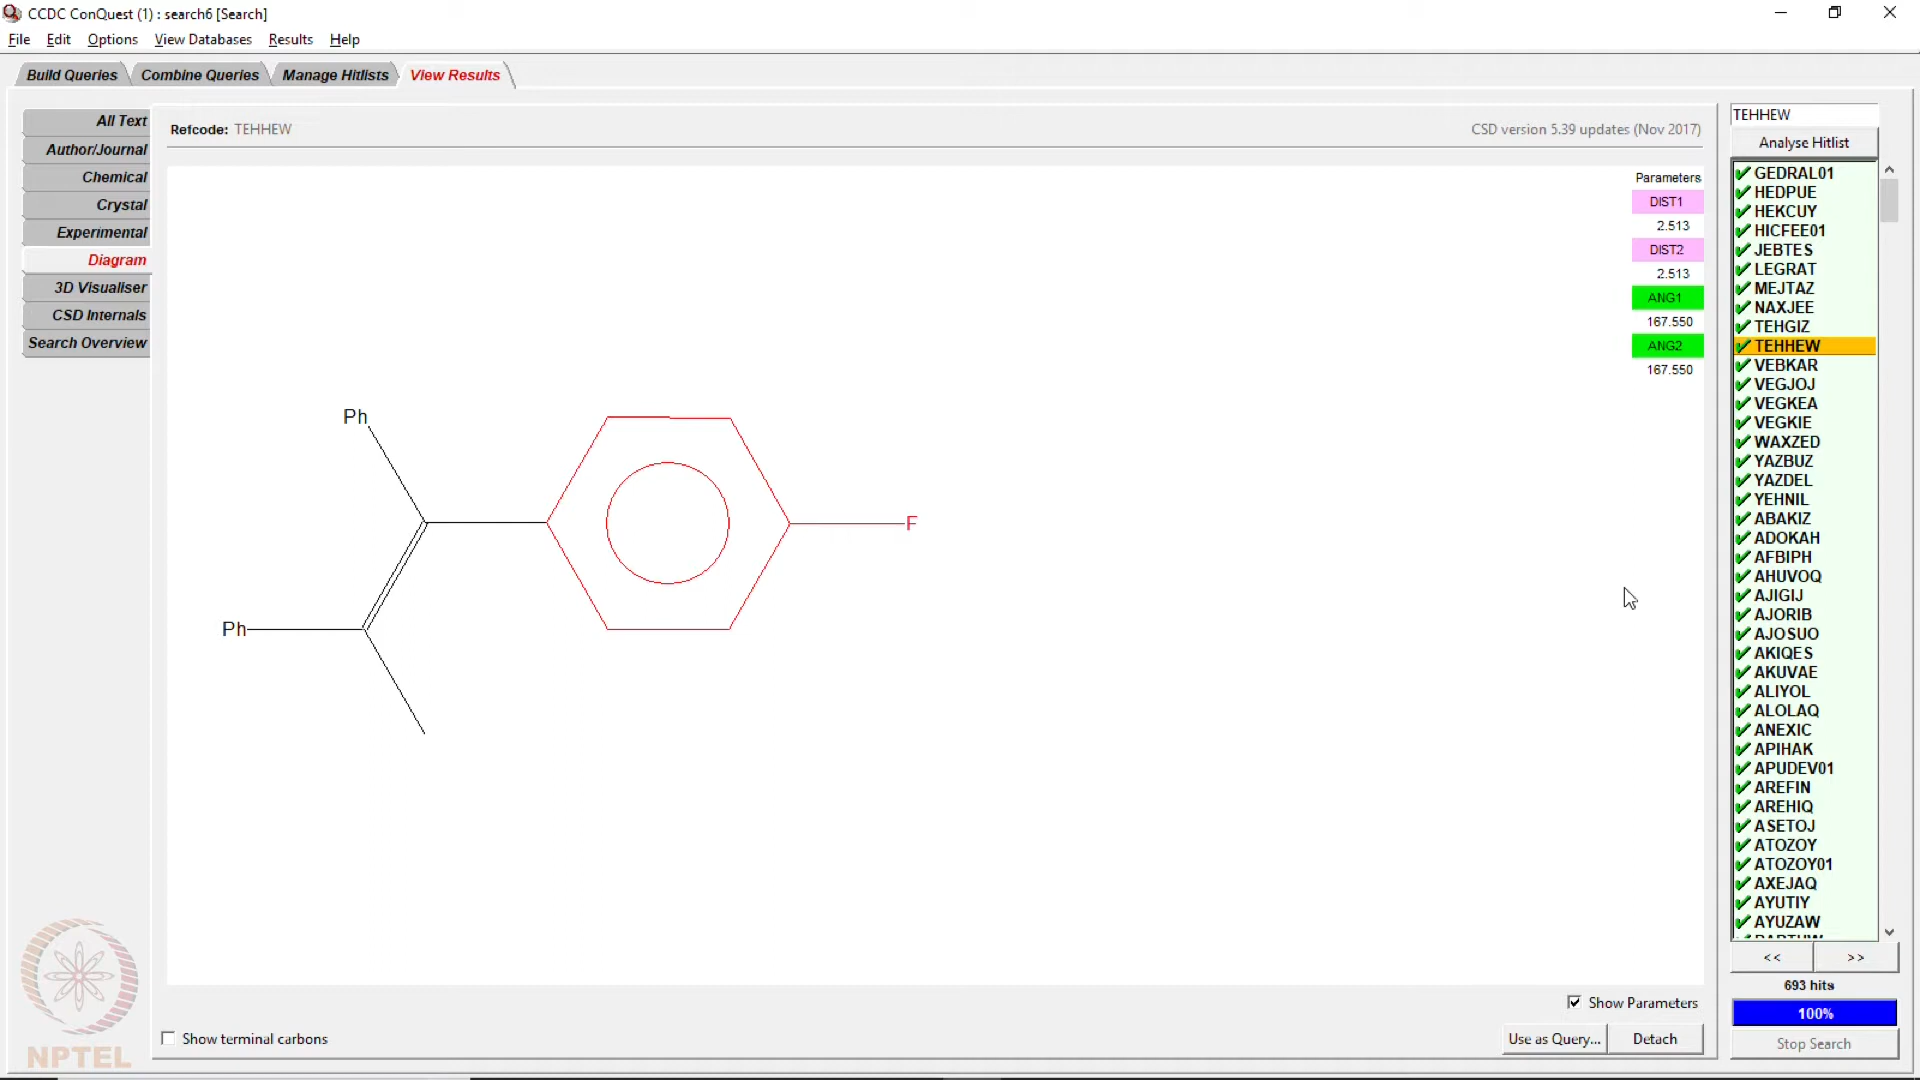 CCDC ConQuest (1) : search6 [Search]
File Edit Options View Databases Results Help
Build Queries Combine Queries Manage Hitlists View Results
All Text
Author/Journal
Chemical
Crystal
Experimental
Diagram
3D Visualiser
CSD Internals
Search Overview
Refcode: TEHHEW
CSD version 5.39 updates (Nov 2017)
Parameters
DIST1
2.513
DIST2
2.513
ANG1
167.550
ANG2
167.550
Ph
F
Ph
Show Parameters
Show terminal carbons
Use as Query...
Detach
TEHHEW
Analyse Hitlist
GEDRAL01
HEDPUE
HEKCUY
HICFEE01
JEBTES
LEGRAT
MEJTAZ
NAXJEE
TEHGIZ
TEHHEW
VEBKAR
VEGJOJ
VEGKEA
VEGKIE
WAXZED
YAZBUZ
YAZDEL
YEHNIL
ABAKIZ
ADOKAH
AFBIPH
AHUVOQ
AJIGIJ
AJORIB
AJOSUO
AKIQES
AKUVAE
ALIYOL
ALOLAQ
ANEXIC
APIHAK
APUDEV01
AREFIN
AREHIQ
ASETOJ
ATOZOY
ATOZOY01
AXEJAQ
AYUTIY
AYUZAW
<< >>
693 hits
100%
Stop Search
NPTEL